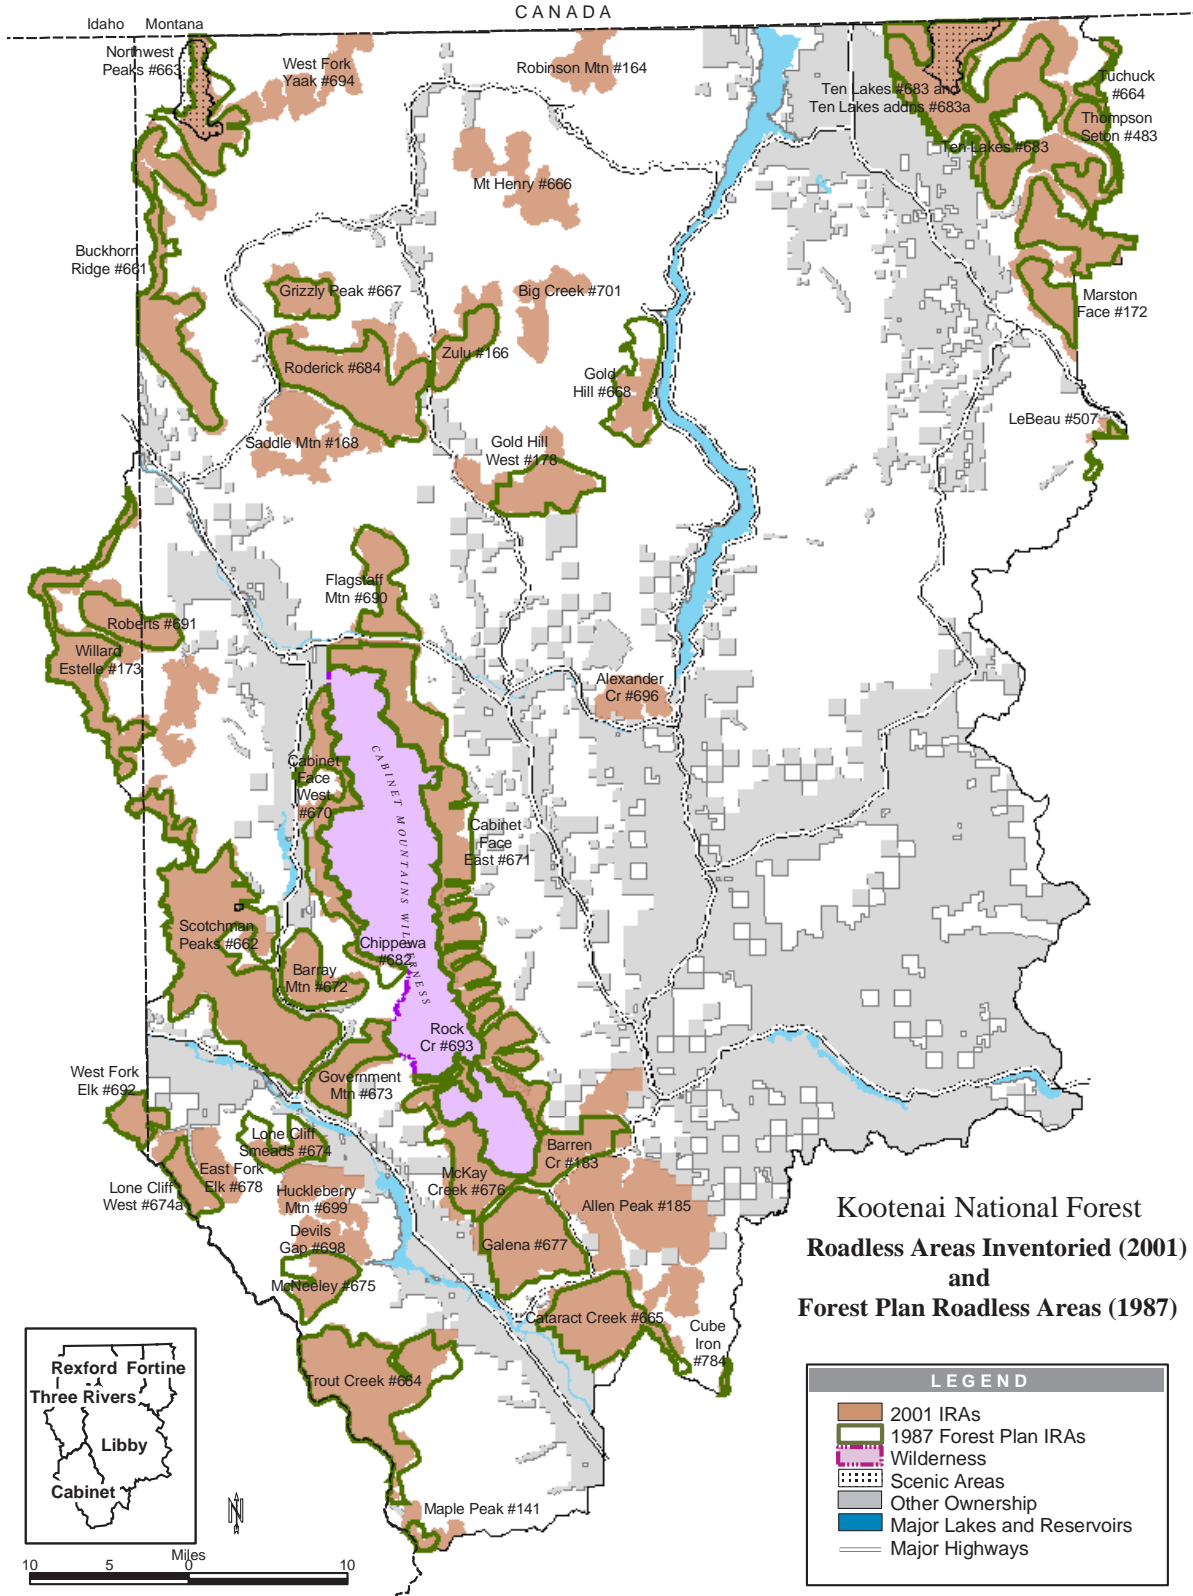 CANADA
Idaho Montana
Northwest
Peaks #663
West Fork
Yaak #694
Robinson Mtn #164
Ten Lakes #683 and
Ten Lakes addns #683a
Tuchuck
#664
Thompson
Seton #483
Ten Lakes #683
Mt Henry #666
Buckhorn
Ridge #661
Grizzly Peak #667
Big Creek #701
Marston
Face #172
Zulu #166
Roderick #684
Gold
Hill #668
LeBeau #507
Saddle Mtn #168
Gold Hill
West #178
Flagstaff
Mtn #690
Roberts #691
Willard
Estelle #173
Alexander
Cr #696
Cabinet
Face
West
#670
CABINET MOUNTAINS WILDERNESS
Cabinet
Face
East #671
Scotchman
Peaks #662
Chippewa
#682
Barray
Mtn #672
Rock
Cr #693
West Fork
Elk #692
Government
Mtn #673
Lone Cliff
Smeads #674
Barren
Cr #183
East Fork
Elk #678
McKay
Creek #676
Lone Cliff
West #674a
Huckleberry
Mtn #699
Allen Peak #185
Devils
Gap #698
Galena #677
McNeeley #675
Cataract Creek #665
Cube
Iron
#784
Trout Creek #664
Maple Peak #141
Kootenai National Forest
Roadless Areas Inventoried (2001)
and
Forest Plan Roadless Areas (1987)
Rexford Fortine
Three Rivers
Libby
Cabinet
N
Miles
10 5 0 10
LEGEND
2001 IRAs
1987 Forest Plan IRAs
Wilderness
Scenic Areas
Other Ownership
Major Lakes and Reservoirs
Major Highways